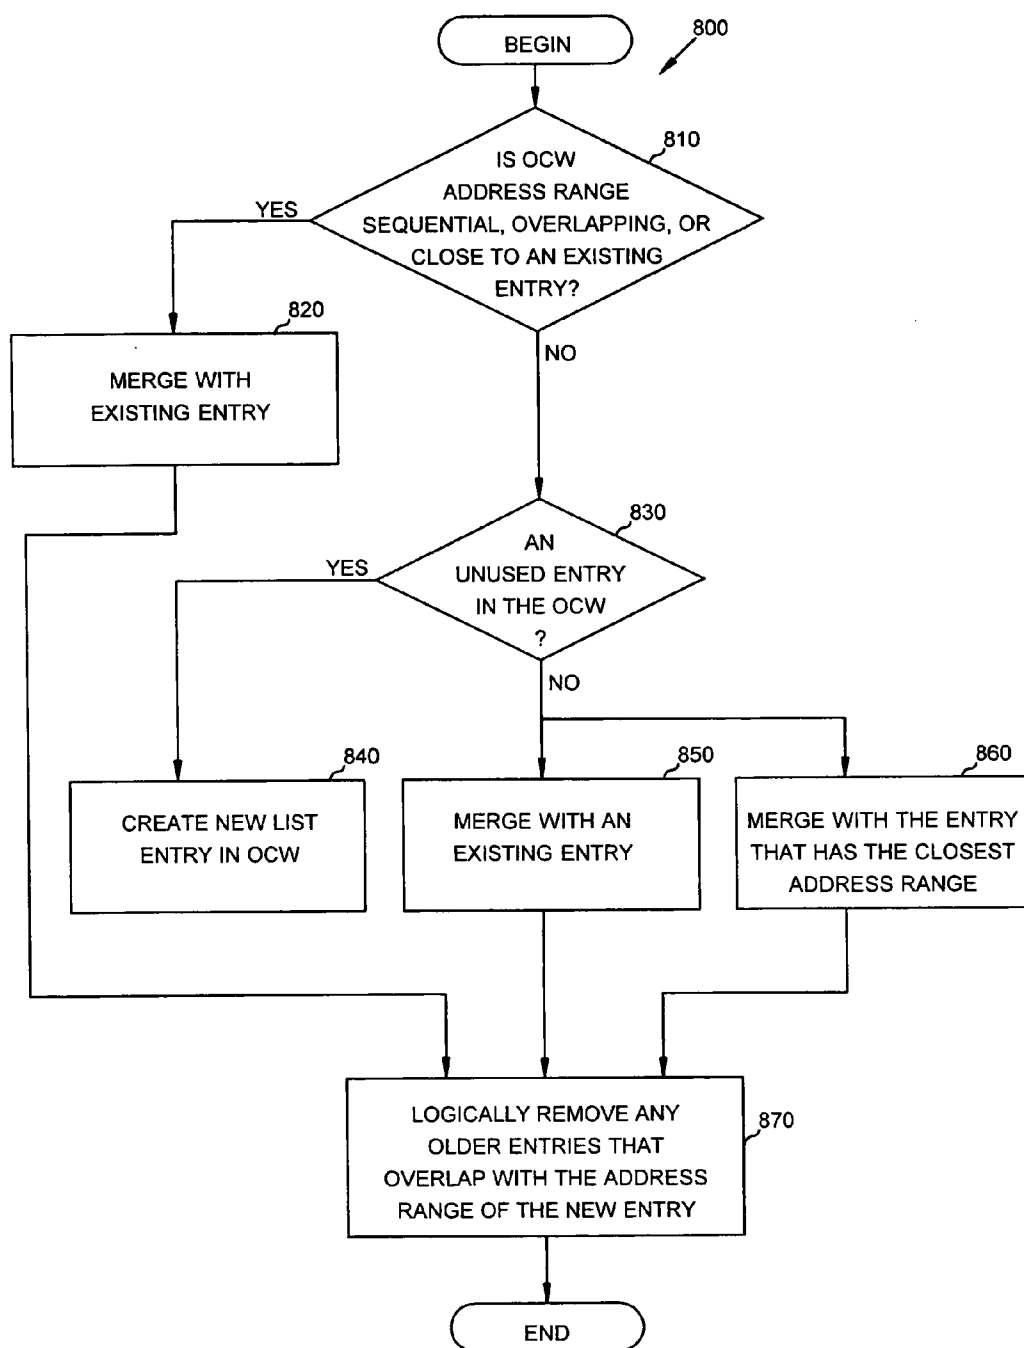 BEGIN
800
810
IS OCW
ADDRESS RANGE
SEQUENTIAL, OVERLAPPING, OR
CLOSE TO AN EXISTING
ENTRY?
YES
820
NO
MERGE WITH
EXISTING ENTRY
830
AN
UNUSED ENTRY
IN THE OCW
?
YES
NO
840
850
860
CREATE NEW LIST
ENTRY IN OCW
MERGE WITH AN
EXISTING ENTRY
MERGE WITH THE ENTRY
THAT HAS THE CLOSEST
ADDRESS RANGE
870
LOGICALLY REMOVE ANY
OLDER ENTRIES THAT
OVERLAP WITH THE ADDRESS
RANGE OF THE NEW ENTRY
END